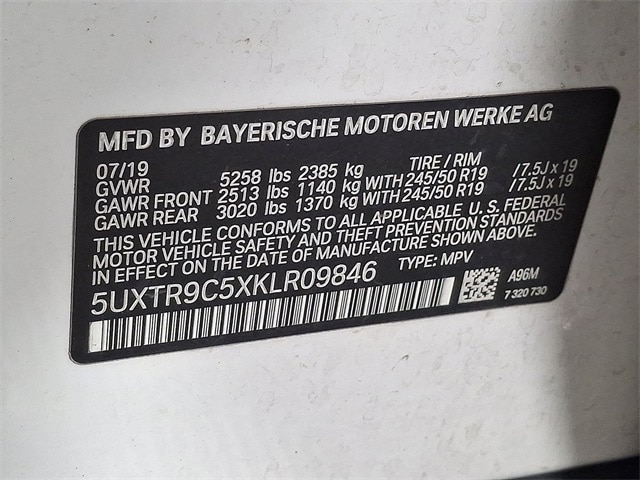 MFD BY BAYERISCHE MOTOREN WERKE AG
07/19 TIRE / RIM
GVWR 5258 lbs 2385 kg
GAWR FRONT 2513 lbs 1140 kg WITH 245/50 R19 /7.5J x 19
GAWR REAR 3020 lbs 1370 kg WITH 245/50 R19 /7.5J x 19
THIS VEHICLE CONFORMS TO ALL APPLICABLE U. S. FEDERAL
MOTOR VEHICLE SAFETY AND THEFT PREVENTION STANDARDS
IN EFFECT ON THE DATE OF MANUFACTURE SHOWN ABOVE.
5UXTR9C5XKLR09846 TYPE: MPV
A96M
7 320 730